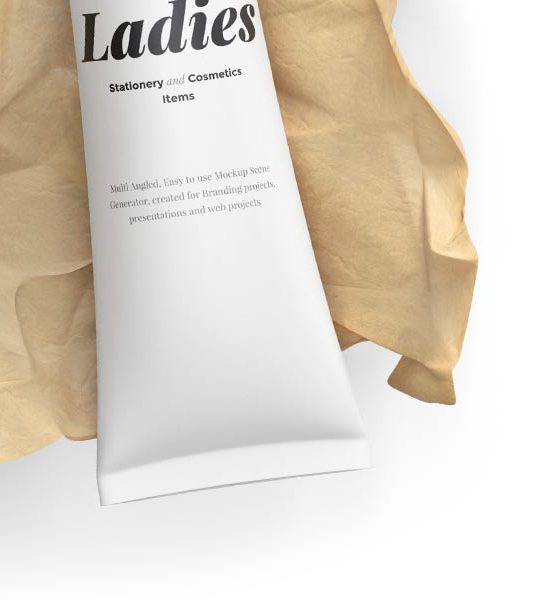 Ladies
Stationery and Cosmetics
Items
Multi Angled, Easy to use Mockup Scene
Generator, created for Branding projects,
presentations and web projects